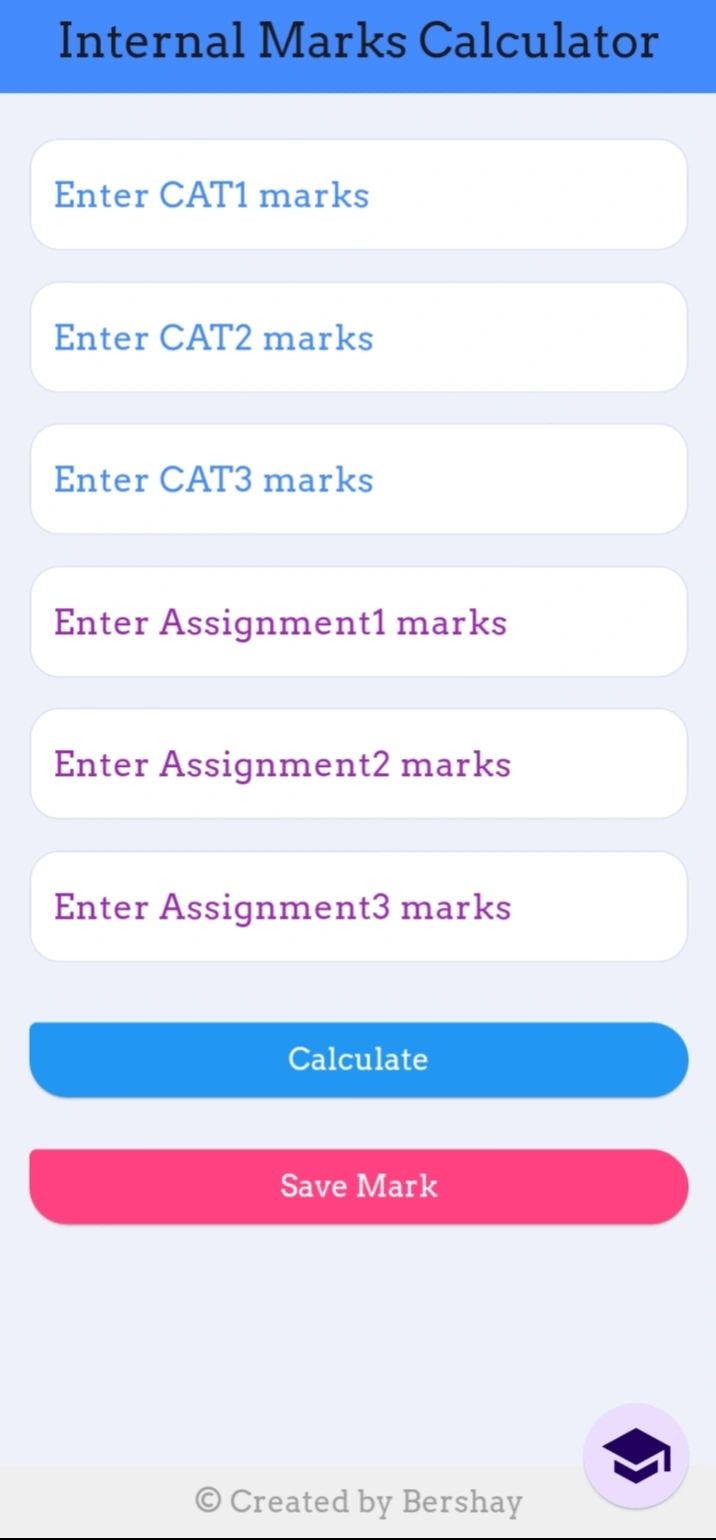 Internal Marks Calculator
Enter CAT1 marks
Enter CAT2 marks
Enter CAT3 marks
Enter Assignment1 marks
Enter Assignment2 marks
Enter Assignment3 marks
Calculate
Save Mark
© Created by Bershay